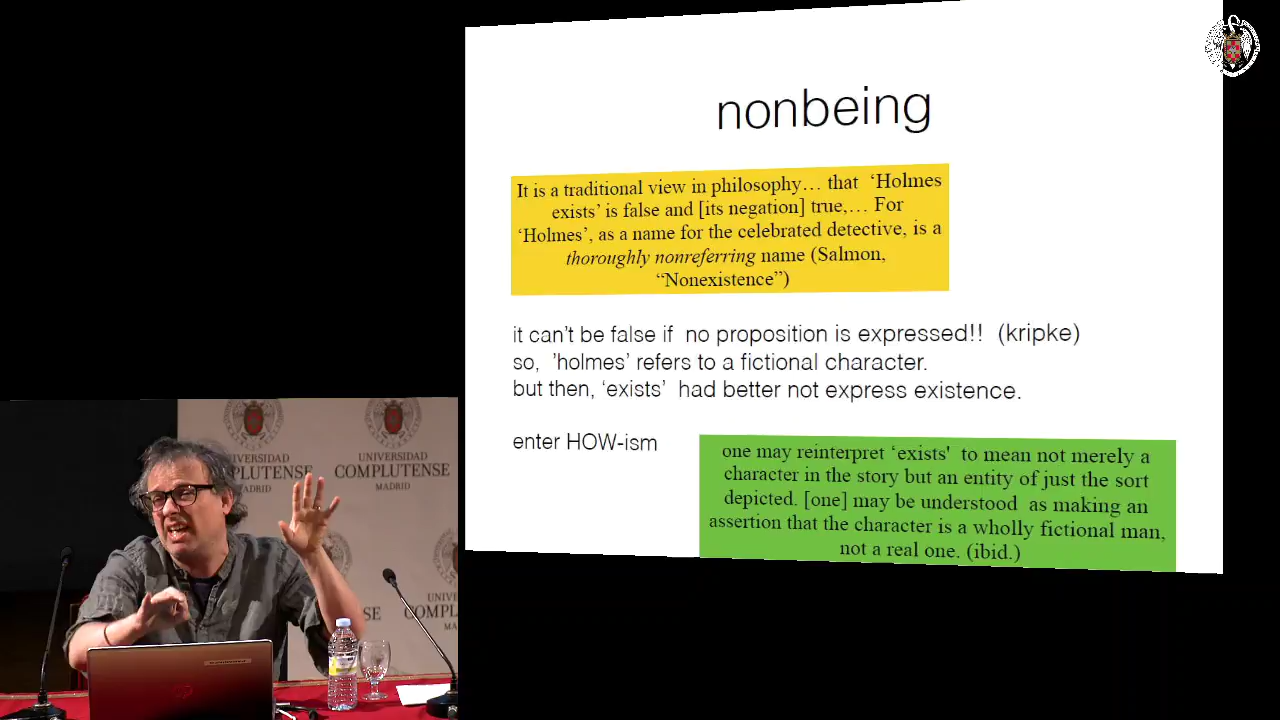 nonbeing
It is a traditional view in philosophy… that ‘Holmes
exists’ is false and [its negation] true,… For
‘Holmes’, as a name for the celebrated detective, is a
thoroughly nonreferring name (Salmon,
“Nonexistence”)
it can’t be false if no proposition is expressed!! (kripke)
so, ’holmes’ refers to a fictional character.
but then, ‘exists’ had better not express existence.
enter HOW-ism
one may reinterpret ‘exists' to mean not merely a
character in the story but an entity of just the sort
depicted. [one] may be understood as making an
assertion that the character is a wholly fictional man,
not a real one. (ibid.)
COMPLUTENSE
MADRID
UNIVERSIDAD
COMPLUTENSE
MADRID